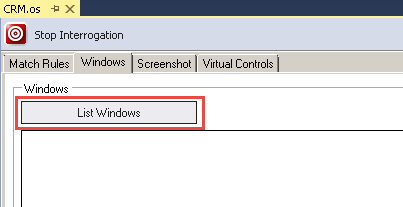 CRM.os
Stop Interrogation
Match Rules Windows Screenshot Virtual Controls
Windows
List Windows